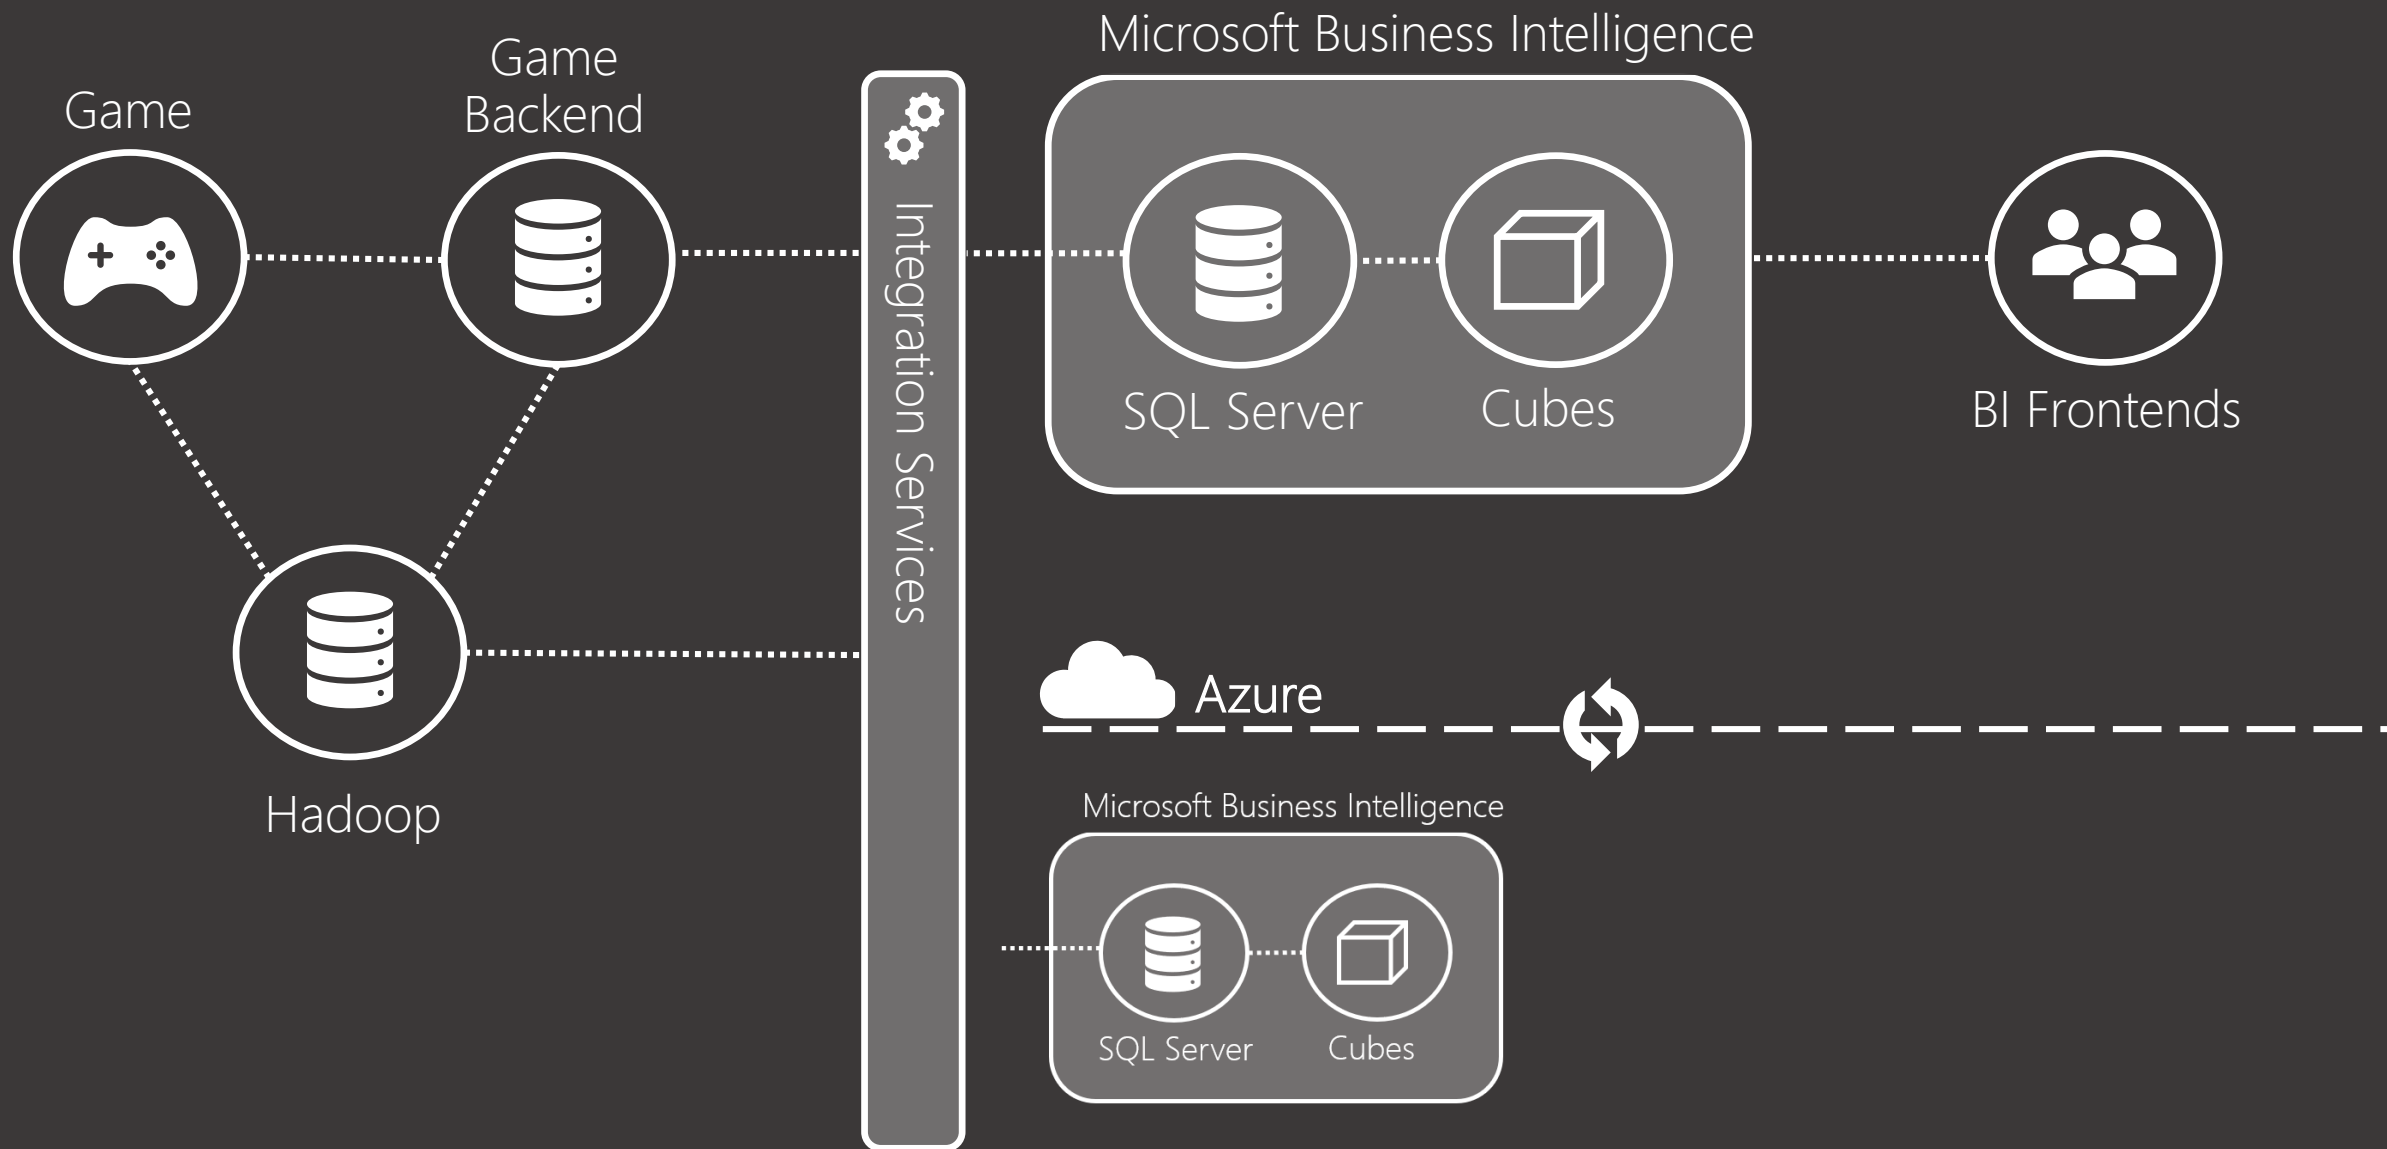 Game
Game
Backend
Hadoop
Integration Services
Microsoft Business Intelligence
SQL Server
Cubes
BI Frontends
Azure
Microsoft Business Intelligence
SQL Server
Cubes